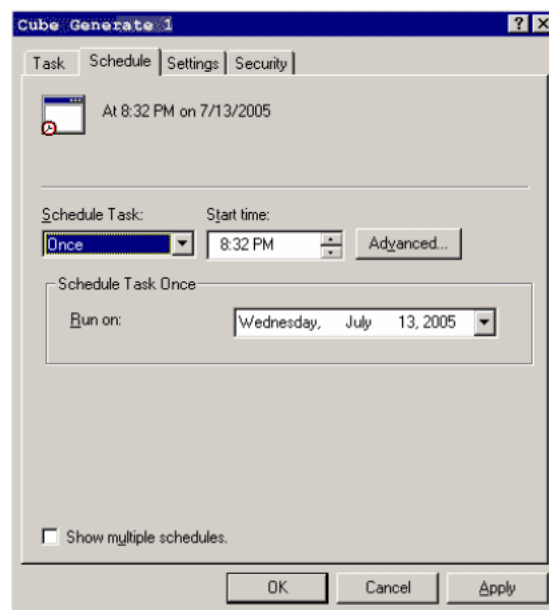 Cube Generate 1
Task Schedule Settings Security
At 8:32 PM on 7/13/2005
Schedule Task: Start time:
Once 8:32 PM Advanced...
Schedule Task Once
Run on: Wednesday, July 13, 2005
Show multiple schedules.
OK Cancel Apply